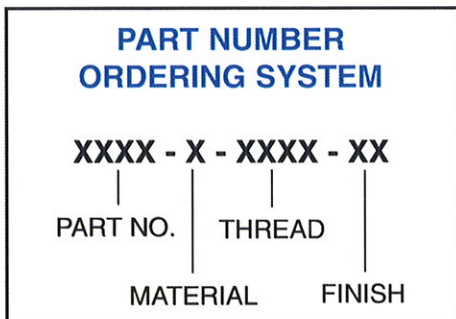 PART NUMBER
ORDERING SYSTEM
XXXX - X - XXXX - XX
PART NO. THREAD
MATERIAL FINISH